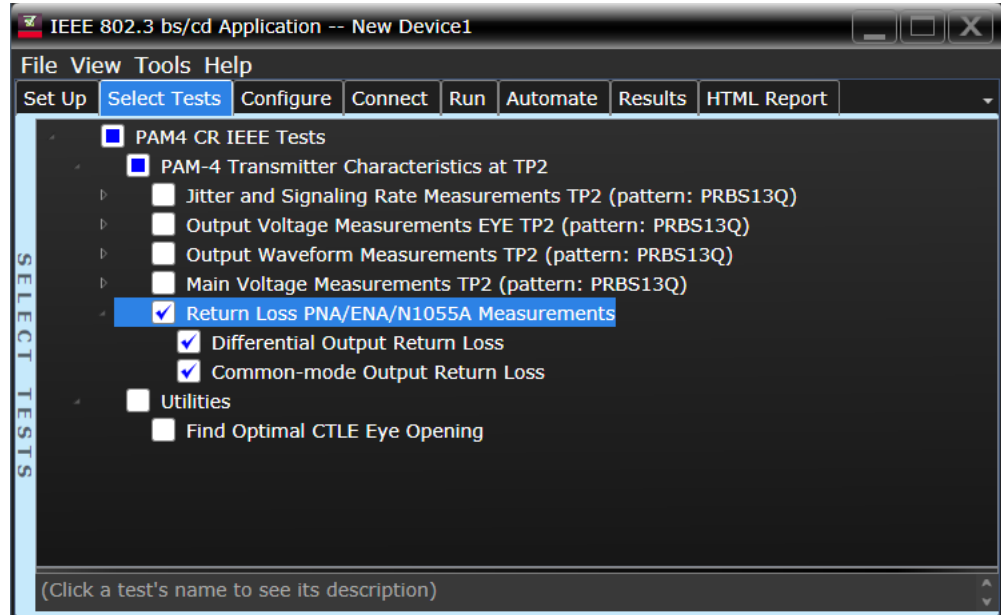 IEEE 802.3 bs/cd Application -- New Device1
File View Tools Help
Set Up Select Tests Configure Connect Run Automate Results HTML Report
SELECT TESTS
PAM4 CR IEEE Tests
PAM-4 Transmitter Characteristics at TP2
Jitter and Signaling Rate Measurements TP2 (pattern: PRBS13Q)
Output Voltage Measurements EYE TP2 (pattern: PRBS13Q)
Output Waveform Measurements TP2 (pattern: PRBS13Q)
Main Voltage Measurements TP2 (pattern: PRBS13Q)
Return Loss PNA/ENA/N1055A Measurements
Differential Output Return Loss
Common-mode Output Return Loss
Utilities
Find Optimal CTLE Eye Opening
(Click a test's name to see its description)